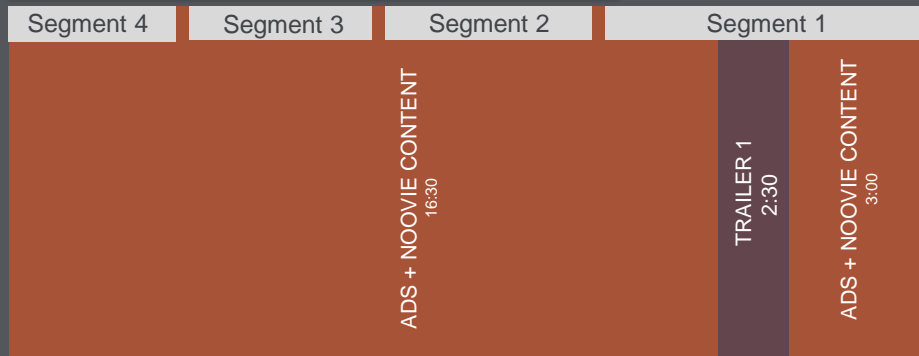 Segment 4
Segment 3
Segment 2
Segment 1
ADS + NOOVIE CONTENT
16:30
TRAILER 1
2:30
ADS + NOOVIE CONTENT
3:00